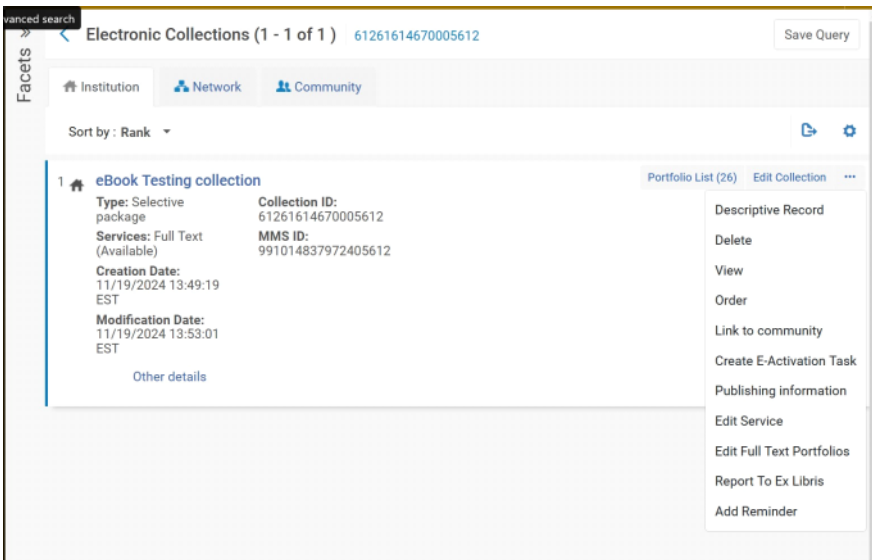 vanced search
Facets
Electronic Collections (1 - 1 of 1 ) 61261614670005612
Save Query
Institution
Network
Community
Sort by : Rank
1 eBook Testing collection
Portfolio List (26)
Edit Collection
Type: Selective
package
Services: Full Text
(Available)
Creation Date:
11/19/2024 13:49:19
EST
Modification Date:
11/19/2024 13:53:01
EST
Other details
Collection ID:
61261614670005612
MMS ID:
991014837972405612
Descriptive Record
Delete
View
Order
Link to community
Create E-Activation Task
Publishing information
Edit Service
Edit Full Text Portfolios
Report To Ex Libris
Add Reminder